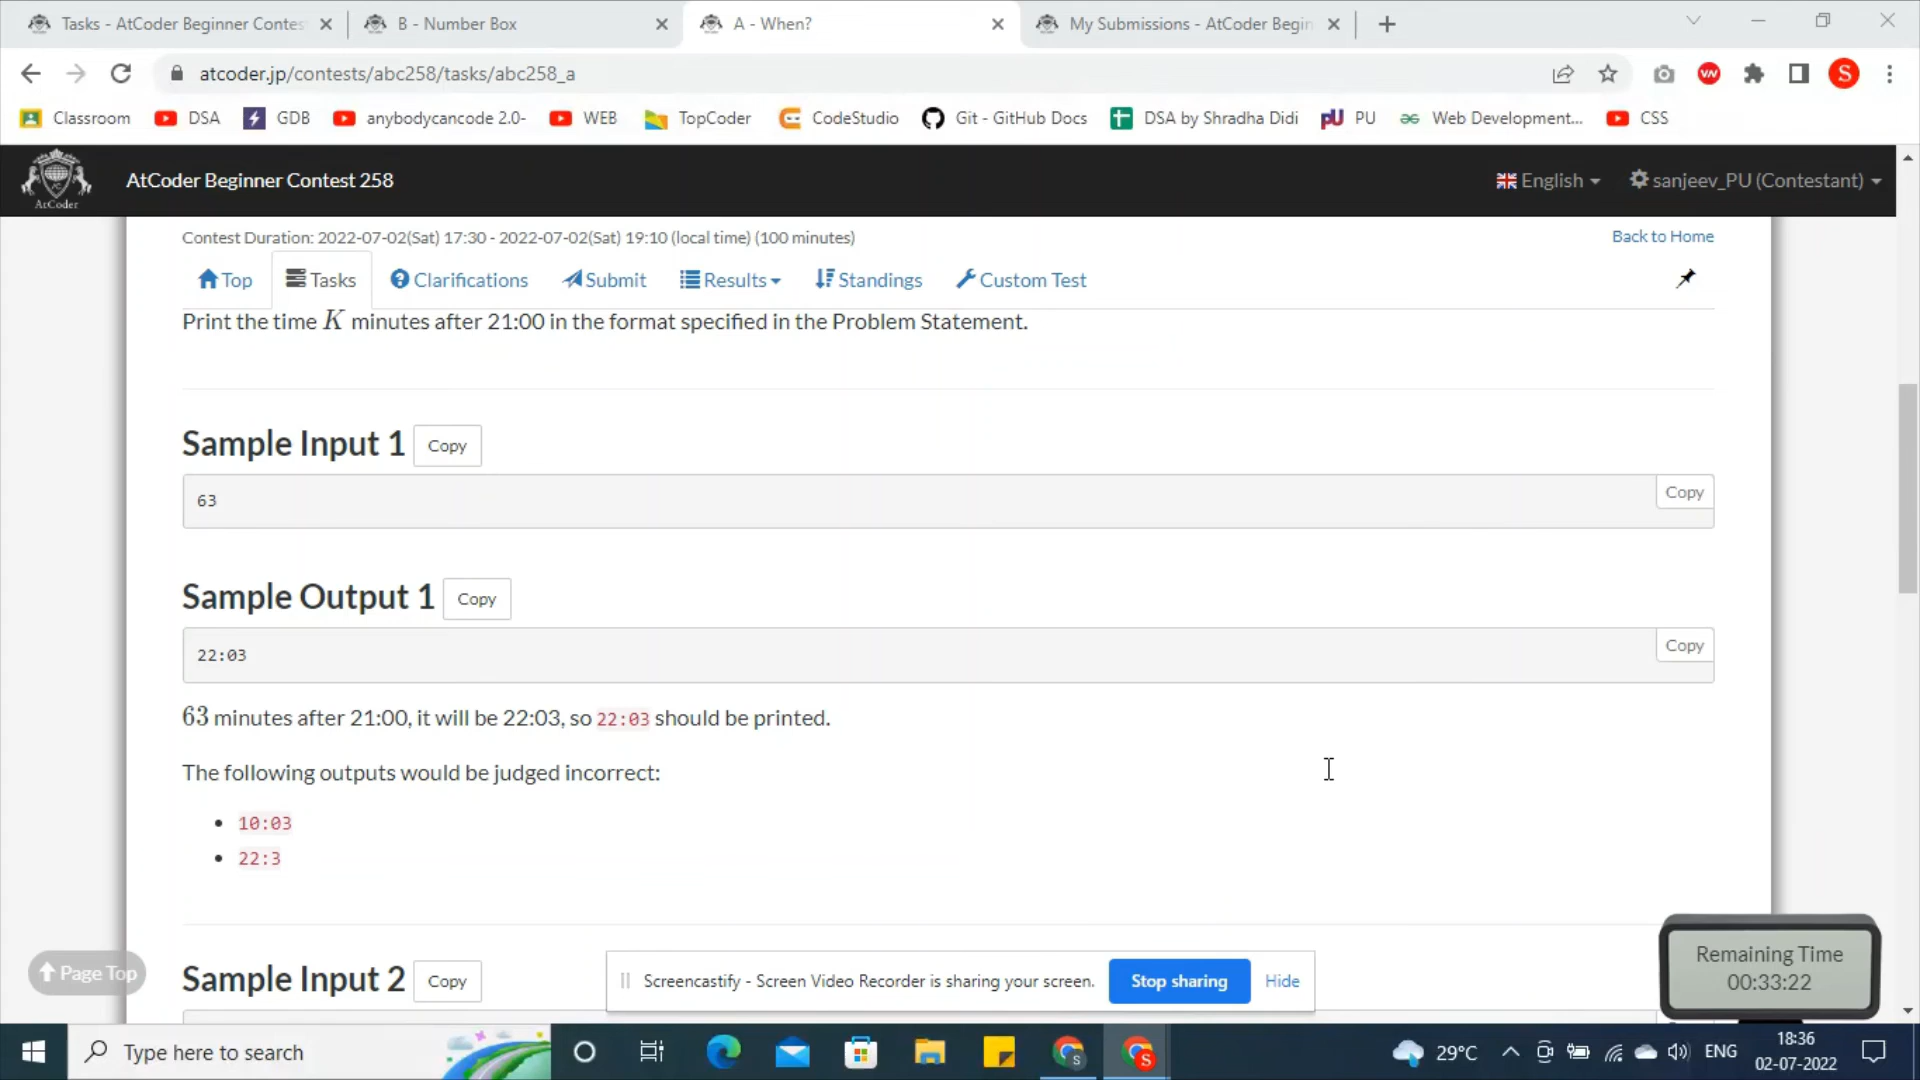 Tasks - AtCoder Beginner Contes
B - Number Box
A - When?
My Submissions - AtCoder Begin
atcoder.jp/contests/abc258/tasks/abc258_a
Classroom
DSA
GDB
anybodycancode 2.0-
WEB
TopCoder
CodeStudio
Git - GitHub Docs
DSA by Shradha Didi
PU
Web Development...
CSS
AtCoder
AtCoder Beginner Contest 258
English
sanjeev_PU (Contestant)
Contest Duration: 2022-07-02(Sat) 17:30 - 2022-07-02(Sat) 19:10 (local time) (100 minutes)
Back to Home
Top
Tasks
Clarifications
Submit
Results
Standings
Custom Test
Print the time K minutes after 21:00 in the format specified in the Problem Statement.
Sample Input 1
Copy
63
Copy
Sample Output 1
Copy
22:03
Copy
63 minutes after 21:00, it will be 22:03, so 22:03 should be printed.
The following outputs would be judged incorrect:
10:03
22:3
Page Top
Sample Input 2
Copy
Screencastify - Screen Video Recorder is sharing your screen.
Stop sharing
Hide
Remaining Time
00:33:22
Type here to search
29°C
ENG
18:36
02-07-2022